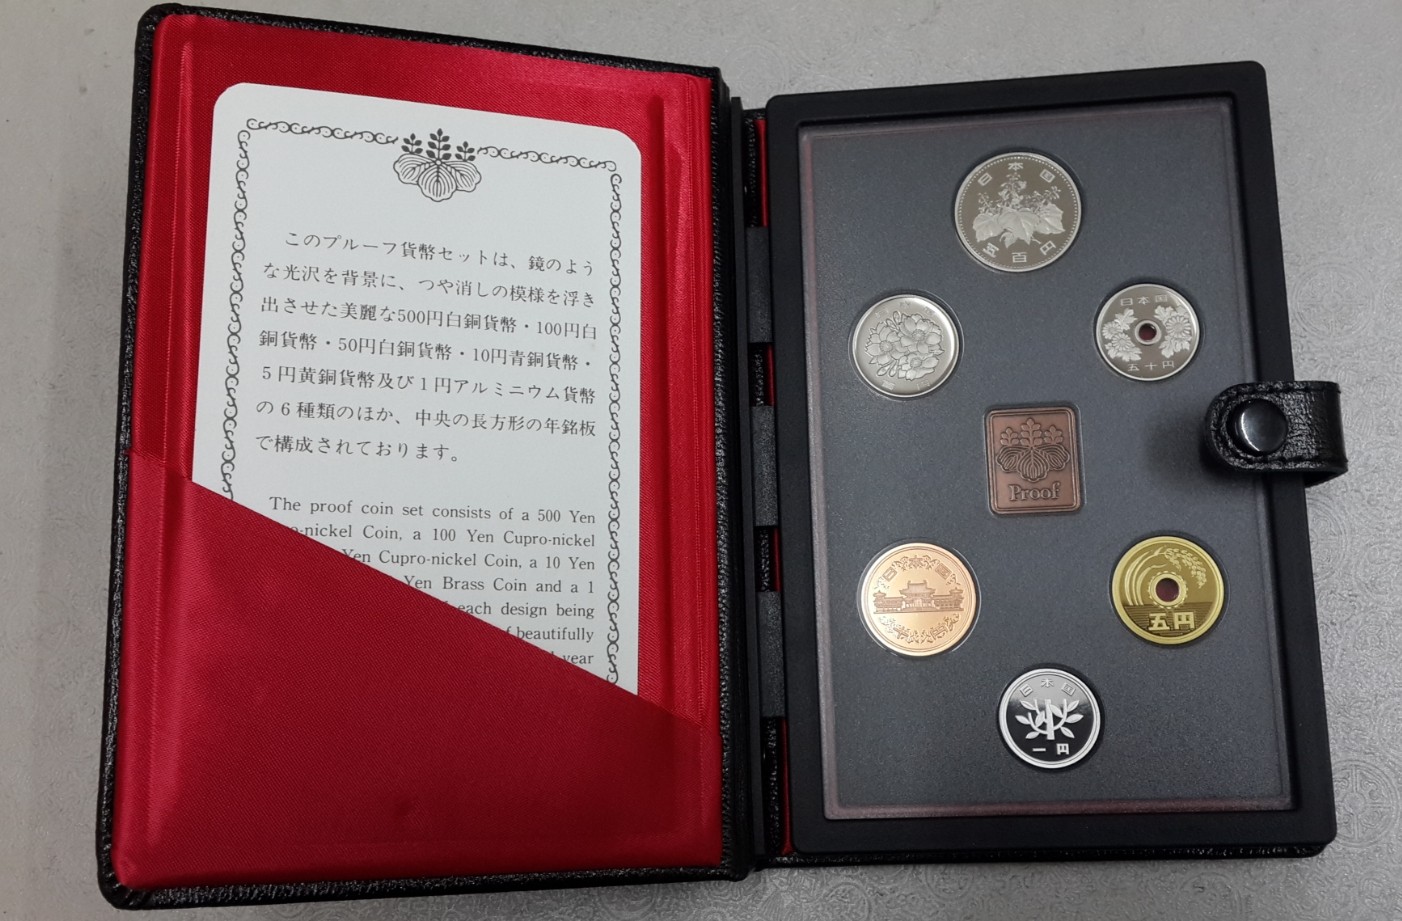 このプルーフ貨幣セットは、鏡のよう
な光沢を背景に、つや消しの模様を浮き
出させた美麗な500円白銅貨幣・100円白
銅貨幣・50円白銅貨幣・10円青銅貨幣・
５円黄銅貨幣及び１円アルミニウム貨幣
の６種類のほか、中央の長方形の年銘板
で構成されております。
The proof coin set consists of a 500 Yen
-nickel Coin, a 100 Yen Cupro-nickel
Yen Cupro-nickel Coin, a 10 Yen
Yen Brass Coin and a 1
each design being
beautifully
year
日本国
五百円
日本国
五十円
Proof
日本国
五円
日本国
一円